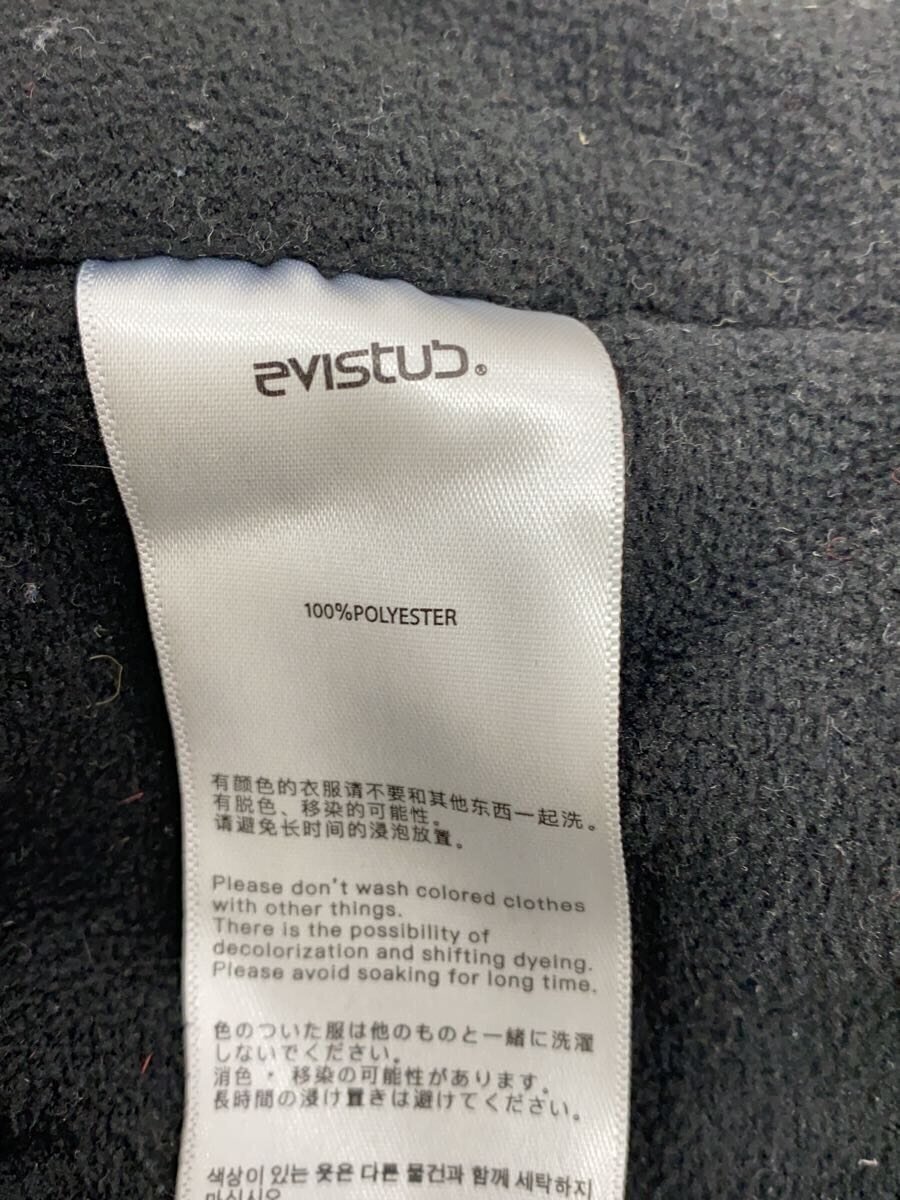 evistub®
100%POLYESTER
有颜色的衣服请不要和其他东西一起洗。
有脱色、移染的可能性。
请避免长时间的浸泡放置。
Please don't wash colored clothes
with other things.
There is the possibility of
decolorization and shifting dyeing.
Please avoid soaking for long time.
色のついた服は他のものと一緒に洗濯
しないでください。
消色・移染の可能性があります。
長時間の浸け置きは避けてください。
색상이 있는 옷은 다른 물건과 함께 세탁하지
마십시오